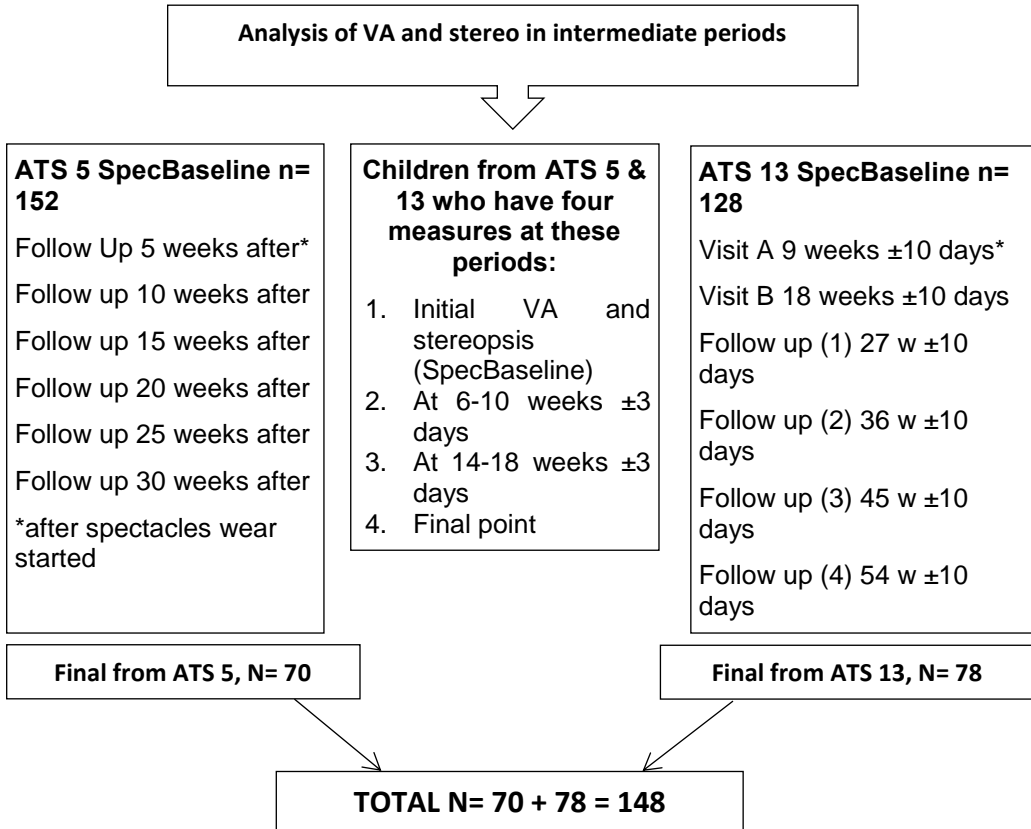 Analysis of VA and stereo in intermediate periods
ATS 5 SpecBaseline n=
152
Follow Up 5 weeks after*
Follow up 10 weeks after
Follow up 15 weeks after
Follow up 20 weeks after
Follow up 25 weeks after
Follow up 30 weeks after
*after spectacles wear
started
Children from ATS 5 &
13 who have four
measures at these
periods:
1. Initial VA and
stereopsis
(SpecBaseline)
2. At 6-10 weeks ±3
days
3. At 14-18 weeks ±3
days
4. Final point
ATS 13 SpecBaseline n=
128
Visit A 9 weeks ±10 days*
Visit B 18 weeks ±10 days
Follow up (1) 27 w ±10
days
Follow up (2) 36 w ±10
days
Follow up (3) 45 w ±10
days
Follow up (4) 54 w ±10
days
Final from ATS 5, N= 70
Final from ATS 13, N= 78
TOTAL N= 70 + 78 = 148